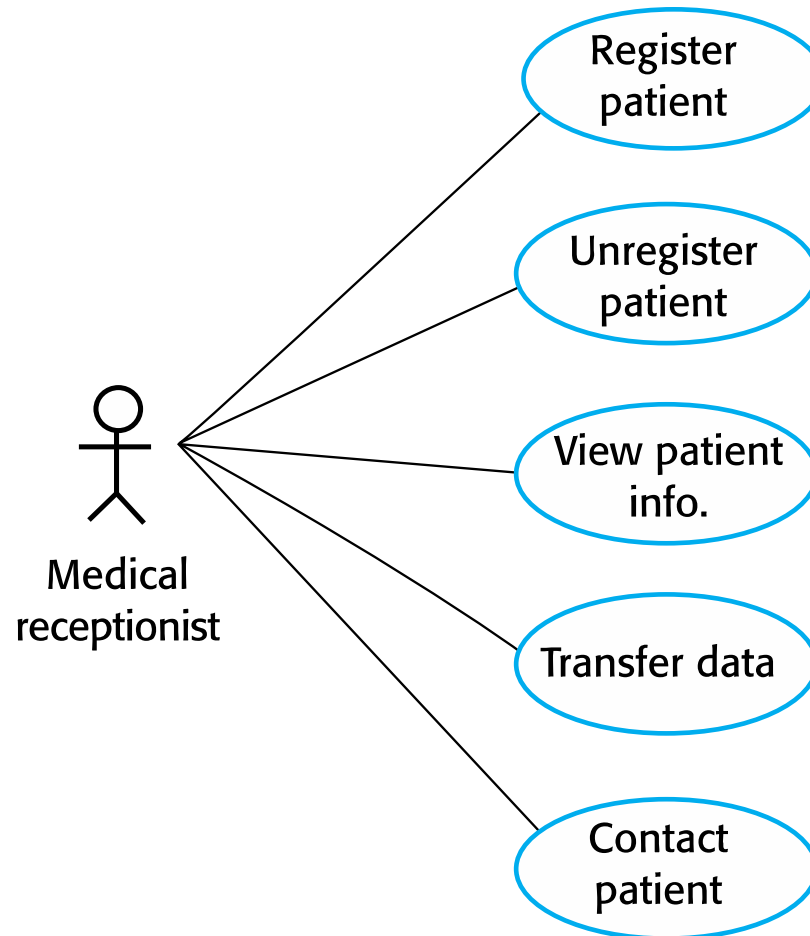 Register
patient
Unregister
patient
View patient
info.
Medical
receptionist
Transfer data
Contact
patient